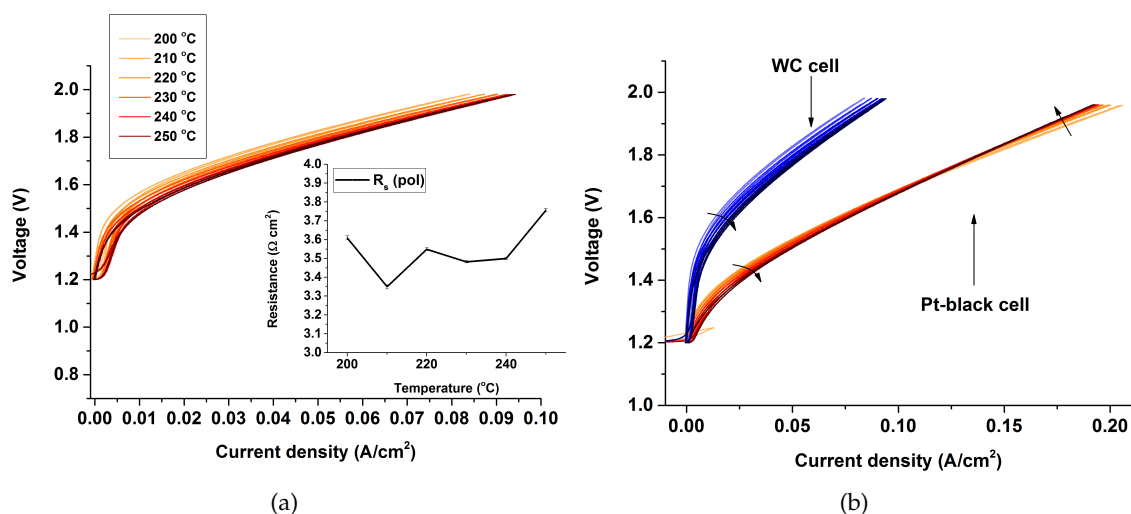 200 °C
210 °C
220 °C
230 °C
240 °C
250 °C
2.0
1.8
1.6
1.4
1.2
1.0
0.8
Voltage (V)
0.00 0.01 0.02 0.03 0.04 0.05 0.06 0.07 0.08 0.09 0.10
Current density (A/cm²)
4.0
3.9
3.8
3.7
3.6
3.5
3.4
3.3
3.2
3.1
3.0
Resistance (Ω cm²)
Rₛ (pol)
200 220 240
Temperature (°C)
(a)
WC cell
2.0
1.8
1.6
1.4
1.2
1.0
Voltage (V)
Pt-black cell
0.00 0.05 0.10 0.15 0.20
Current density (A/cm²)
(b)